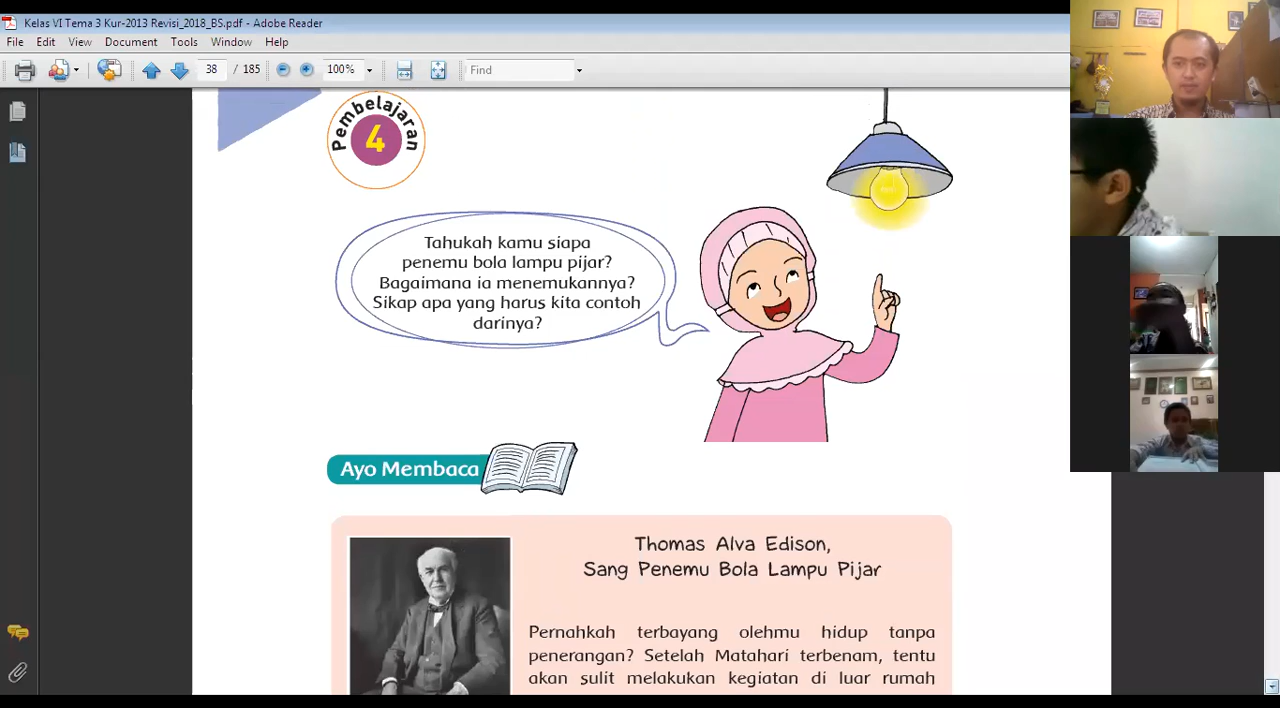 Kelas VI Tema 3 Kur-2013 Revisi_2018_BS.pdf - Adobe Reader
File Edit View Document Tools Window Help
38 / 185 100% Find
Pembelajaran
4
Tahukah kamu siapa
penemu bola lampu pijar?
Bagaimana ia menemukannya?
Sikap apa yang harus kita contoh
darinya?
Ayo Membaca
Thomas Alva Edison,
Sang Penemu Bola Lampu Pijar
Pernahkah terbayang olehmu hidup tanpa
penerangan? Setelah Matahari terbenam, tentu
akan sulit melakukan kegiatan di luar rumah